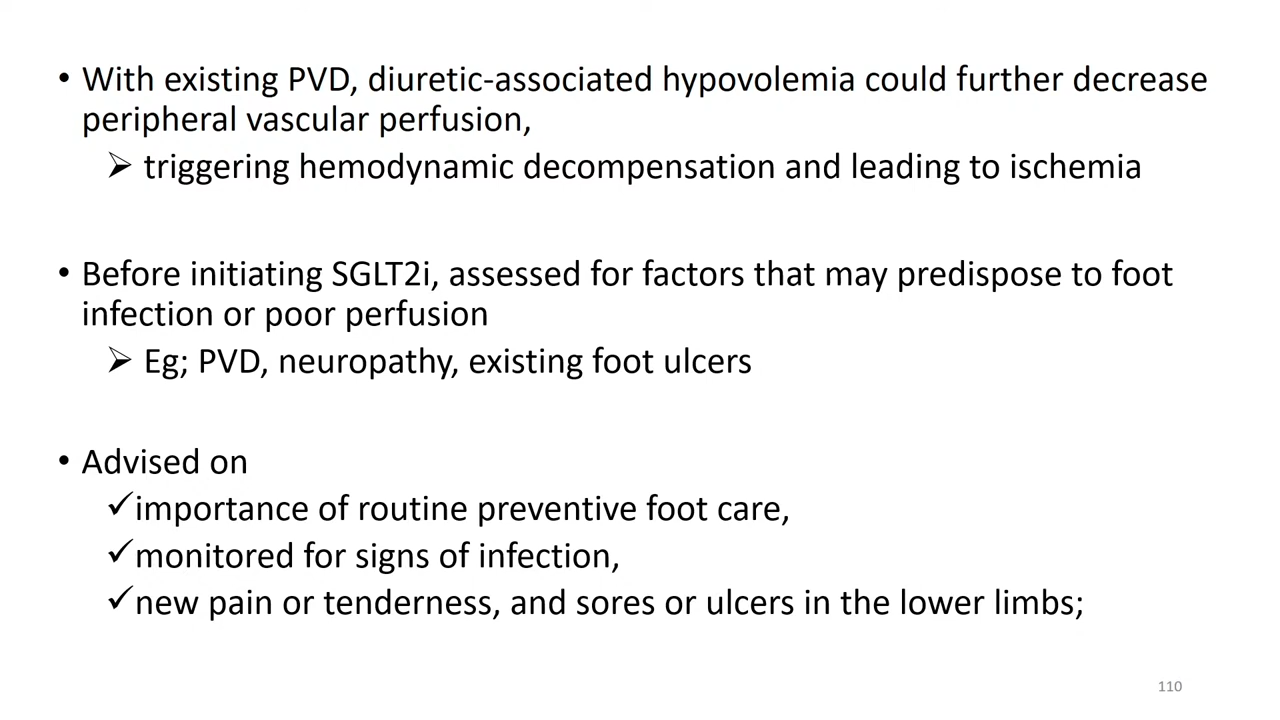 • With existing PVD, diuretic-associated hypovolemia could further decrease
peripheral vascular perfusion,
➢ triggering hemodynamic decompensation and leading to ischemia
• Before initiating SGLT2i, assessed for factors that may predispose to foot
infection or poor perfusion
➢ Eg; PVD, neuropathy, existing foot ulcers
• Advised on
✓importance of routine preventive foot care,
✓monitored for signs of infection,
✓new pain or tenderness, and sores or ulcers in the lower limbs;
110